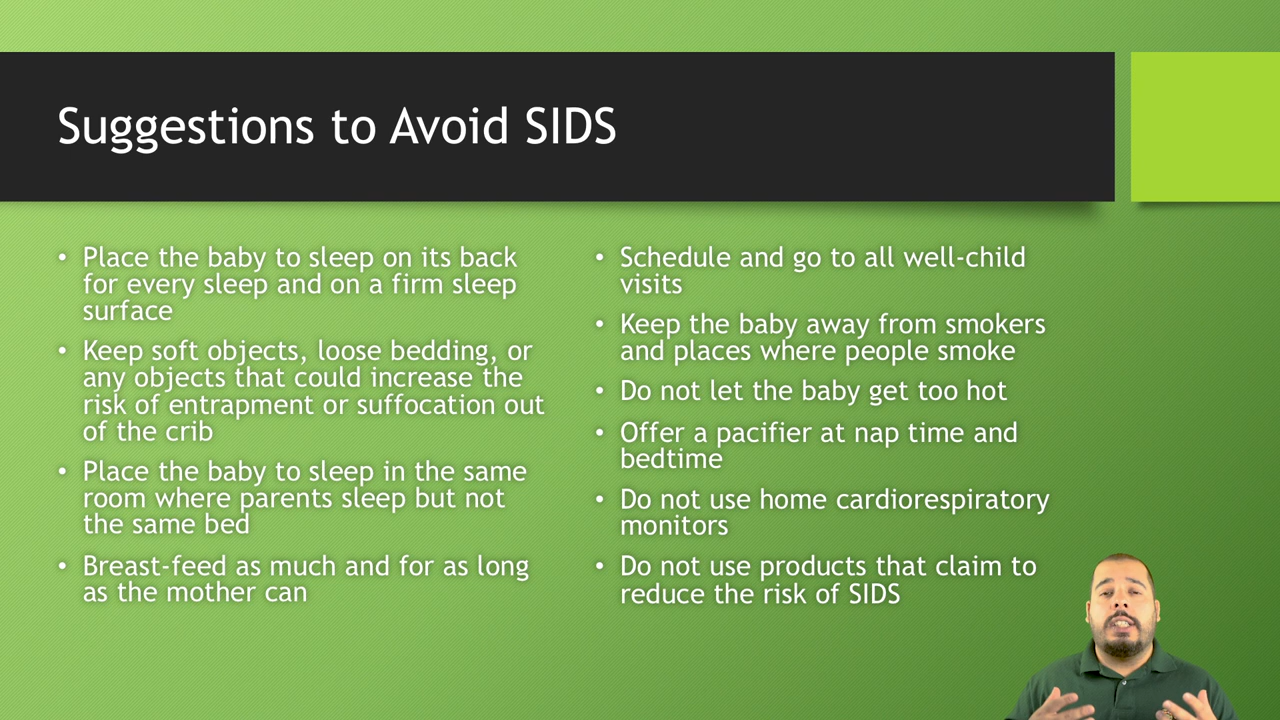 Suggestions to Avoid SIDS
• Place the baby to sleep on its back
for every sleep and on a firm sleep
surface
• Keep soft objects, loose bedding, or
any objects that could increase the
risk of entrapment or suffocation out
of the crib
• Place the baby to sleep in the same
room where parents sleep but not
the same bed
• Breast-feed as much and for as long
as the mother can
• Schedule and go to all well-child
visits
• Keep the baby away from smokers
and places where people smoke
• Do not let the baby get too hot
• Offer a pacifier at nap time and
bedtime
• Do not use home cardiorespiratory
monitors
• Do not use products that claim to
reduce the risk of SIDS